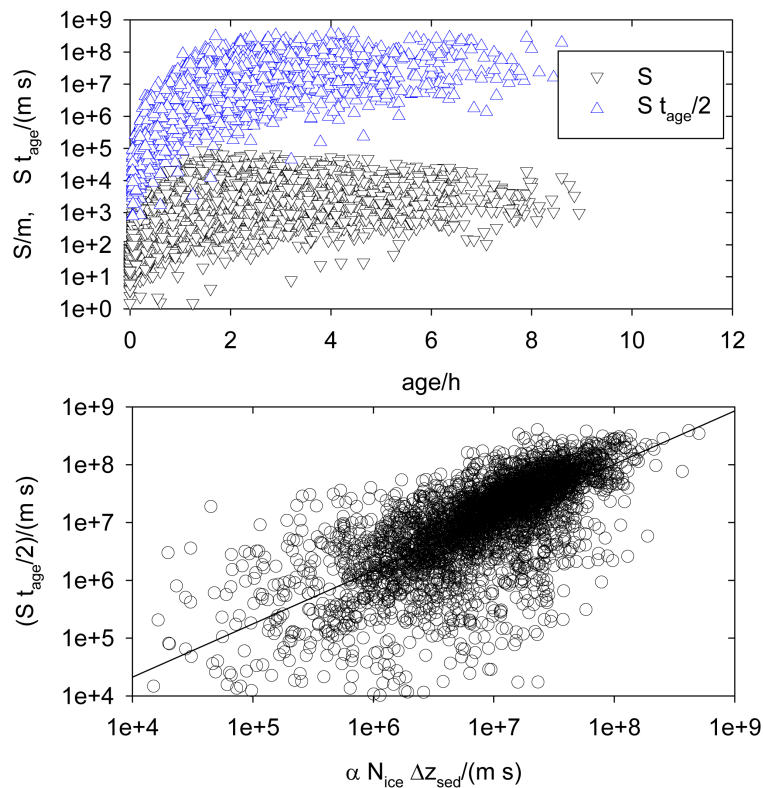 1e+9
1e+8
1e+7
1e+6
1e+5
1e+4
1e+3
1e+2
1e+1
1e+0
S/m, S t_age/(m s)
S
S t_age/2
0 2 4 6 8 10 12
age/h
1e+9
1e+8
1e+7
1e+6
1e+5
1e+4
(S t_age/2)/(m s)
1e+4 1e+5 1e+6 1e+7 1e+8 1e+9
α N_ice Δz_sed/(m s)